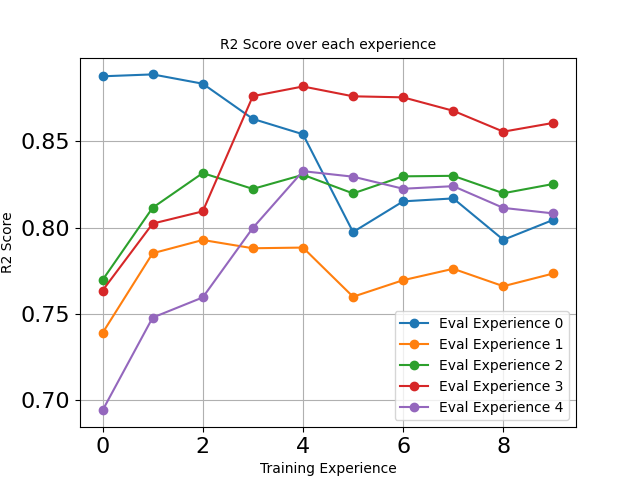 R2 Score over each experience
R2 Score
0.85
0.80
0.75
0.70
Eval Experience 0
Eval Experience 1
Eval Experience 2
Eval Experience 3
Eval Experience 4
0 2 4 6 8
Training Experience